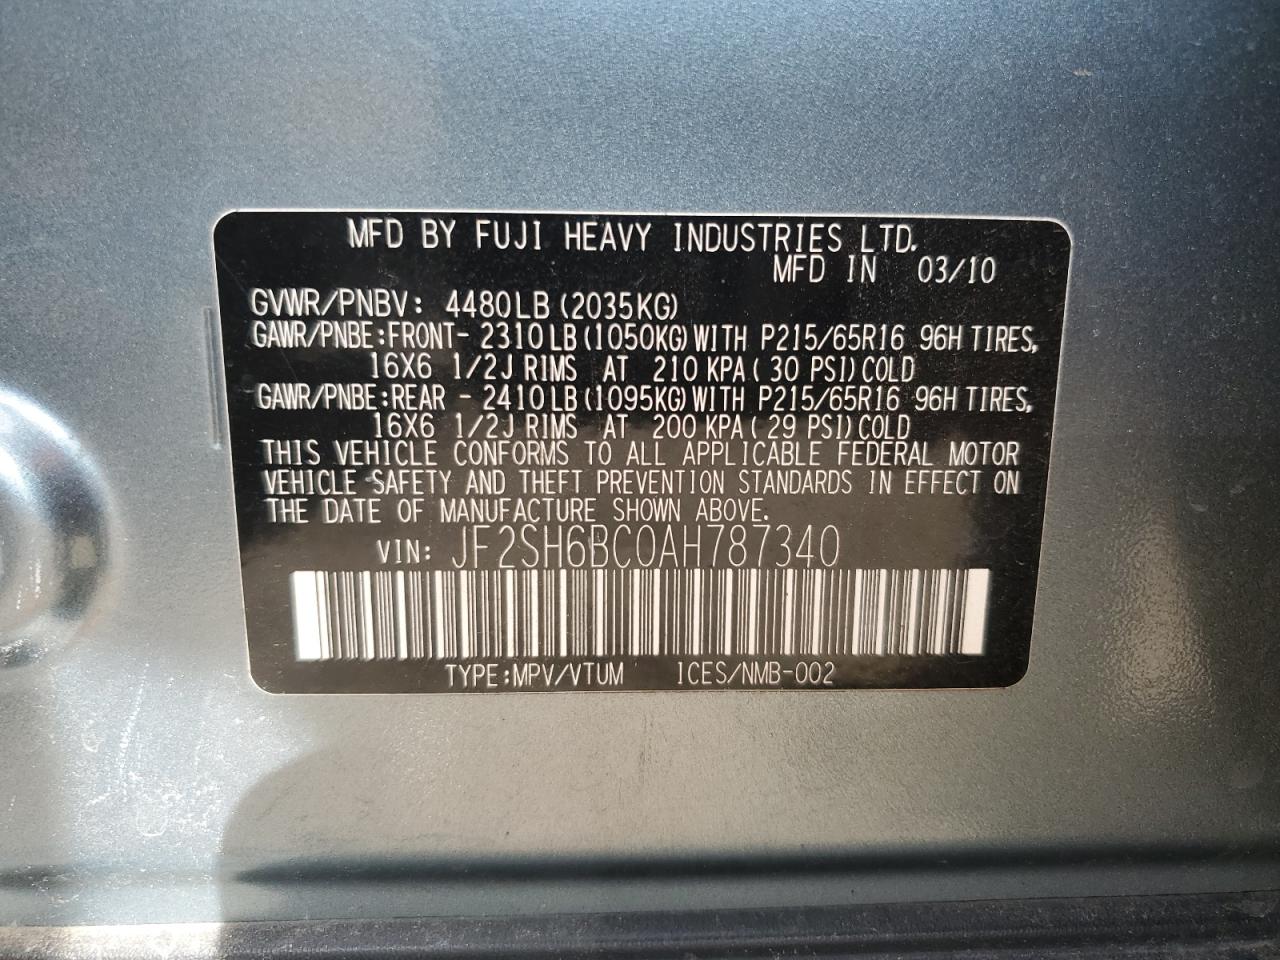 MFD BY FUJI HEAVY INDUSTRIES LTD.
MFD IN 03/10
GVWR/PNBV: 4480LB(2035KG)
GAWR/PNBE:FRONT- 2310LB(1050KG)WITH P215/65R16 96H TIRES,
16X6 1/2J RIMS AT 210 KPA( 30 PSI)COLD
GAWR/PNBE:REAR - 2410LB(1095KG)WITH P215/65R16 96H TIRES,
16X6 1/2J RIMS AT 200 KPA(29 PSI)COLD
THIS VEHICLE CONFORMS TO ALL APPLICABLE FEDERAL MOTOR
VEHICLE SAFETY AND THEFT PREVENTION STANDARDS IN EFFECT ON
THE DATE OF MANUFACTURE SHOWN ABOVE.
VIN: JF2SH6BC0AH787340
TYPE:MPV/VTUM ICES/NMB-002